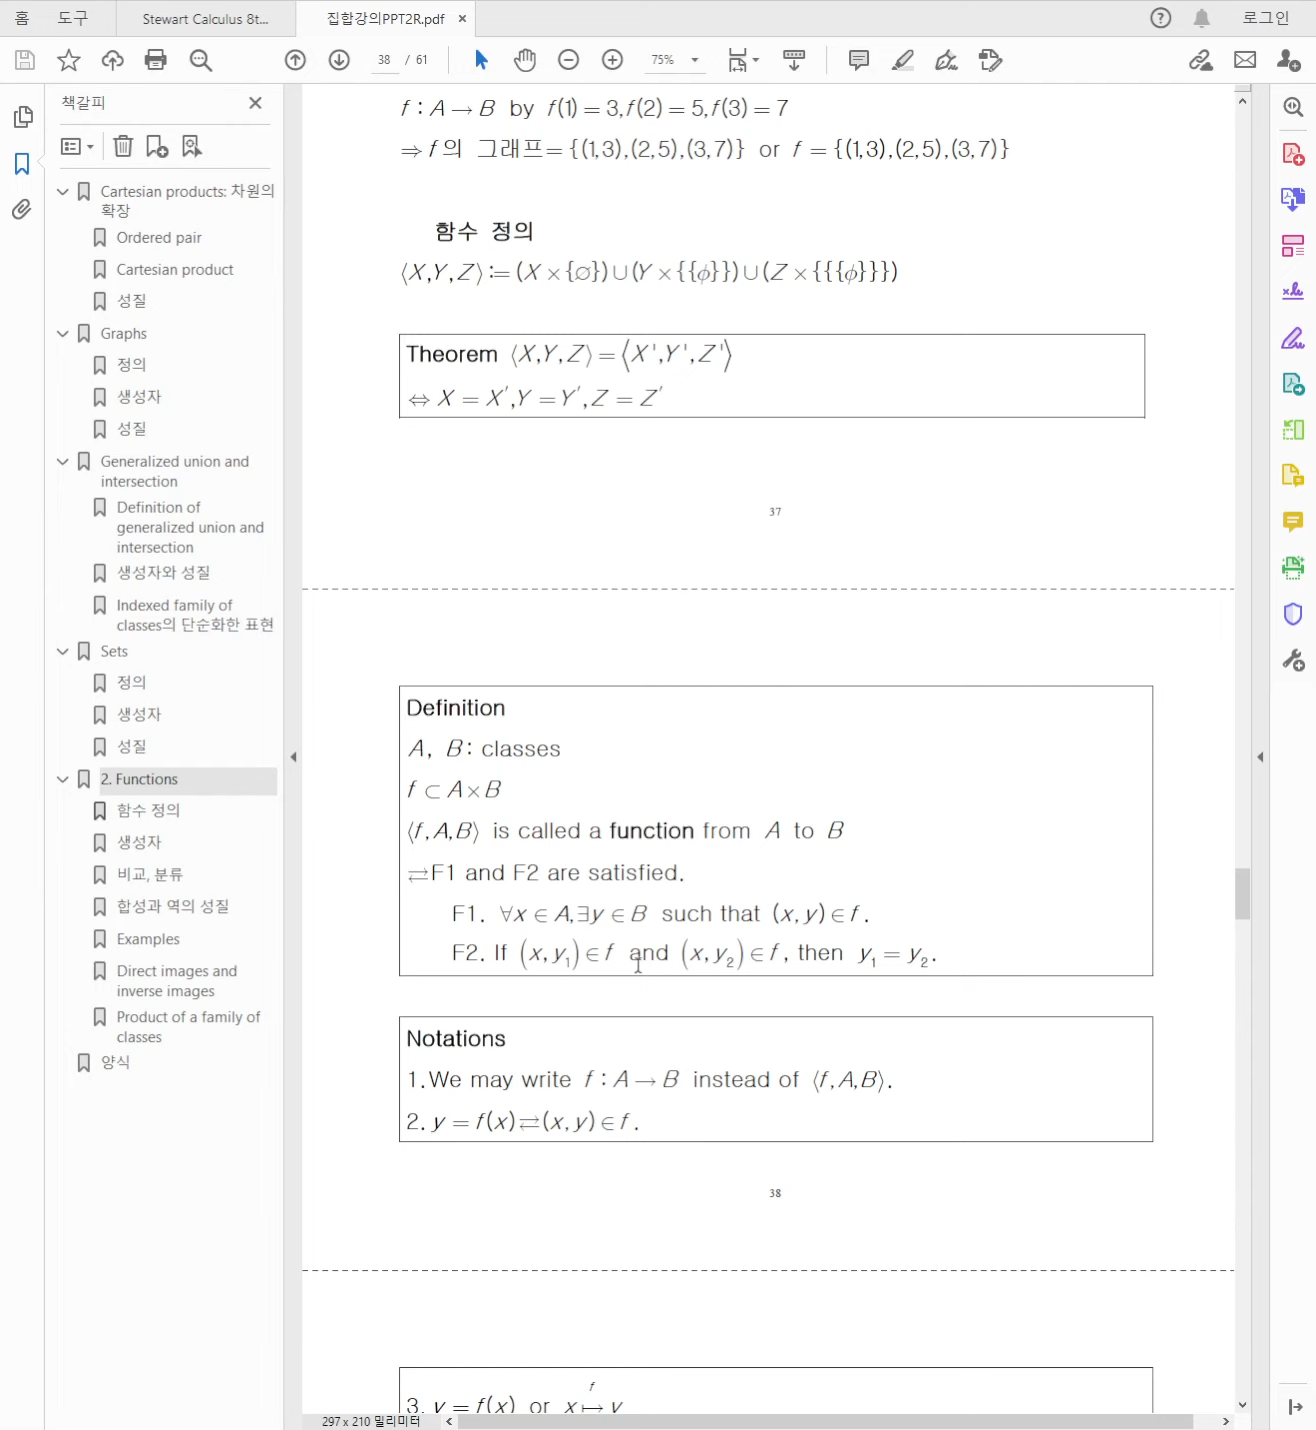 홈 도구 Stewart Calculus 8t... 집합강의PPT2R.pdf × 로그인
38 / 61 75%
책갈피
Cartesian products: 차원의
확장
Ordered pair
Cartesian product
성질
Graphs
정의
생성자
성질
Generalized union and
intersection
Definition of
generalized union and
intersection
생성자와 성질
Indexed family of
classes의 단순화한 표현
Sets
정의
생성자
성질
2. Functions
함수 정의
생성자
비교, 분류
합성과 역의 성질
Examples
Direct images and
inverse images
Product of a family of
classes
양식
f : A → B by f(1) = 3, f(2) = 5, f(3) = 7
⇒ f의 그래프= {(1,3),(2,5),(3,7)} or f = {(1,3),(2,5),(3,7)}
함수 정의
⟨X,Y,Z⟩ := (X×{∅})∪(Y×{{ϕ}})∪(Z×{{{ϕ}}})
Theorem ⟨X,Y,Z⟩ = ⟨X',Y',Z'⟩
⇔ X = X′, Y = Y′, Z = Z′
37
Definition
A, B: classes
f ⊂ A×B
⟨f,A,B⟩ is called a function from A to B
⇄F1 and F2 are satisfied.
F1. ∀x∈A, ∃y∈B such that (x,y)∈f.
F2. If (x,y₁)∈f and (x,y₂)∈f, then y₁ = y₂.
Notations
1.We may write f : A → B instead of ⟨f,A,B⟩.
2. y = f(x)⇄(x,y)∈f.
38
f
3. y = f(x) or x ↦ y
297 x 210 밀리미터